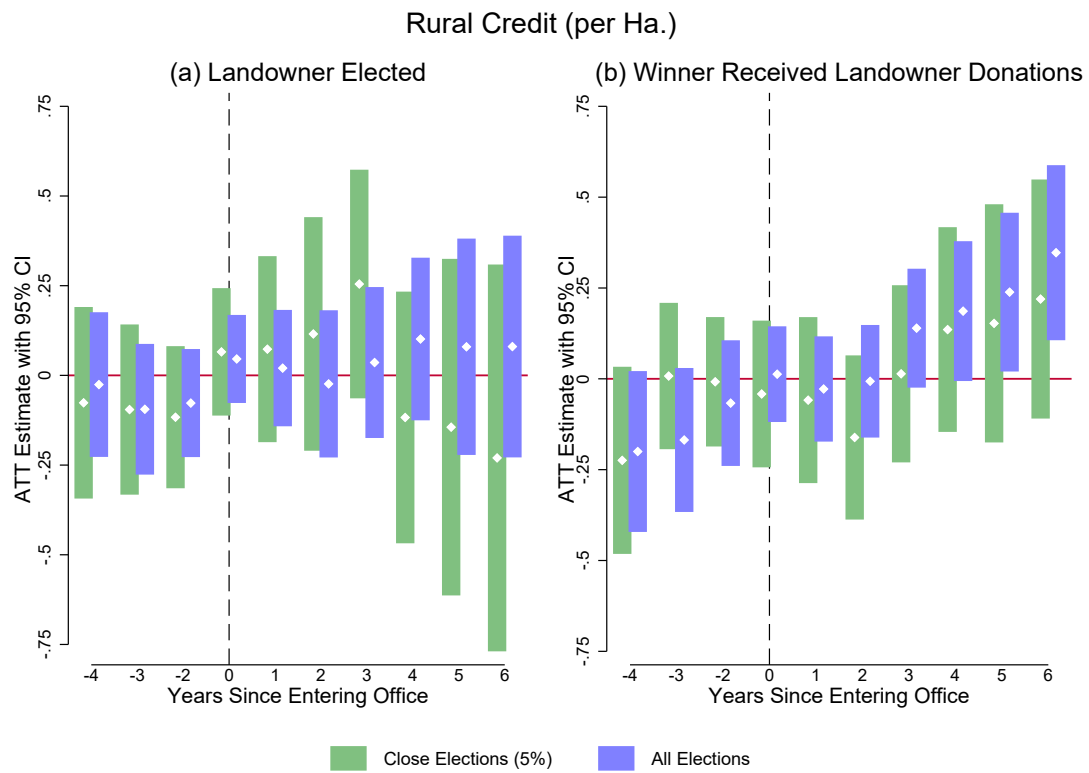 Rural Credit (per Ha.)
(a) Landowner Elected
ATT Estimate with 95% CI
.75
.5
.25
0
-.25
-.5
-.75
-4 -3 -2 0 1 2 3 4 5 6
Years Since Entering Office
(b) Winner Received Landowner Donations
ATT Estimate with 95% CI
.75
.5
.25
0
-.25
-.5
-.75
-4 -3 -2 0 1 2 3 4 5 6
Years Since Entering Office
Close Elections (5%) All Elections